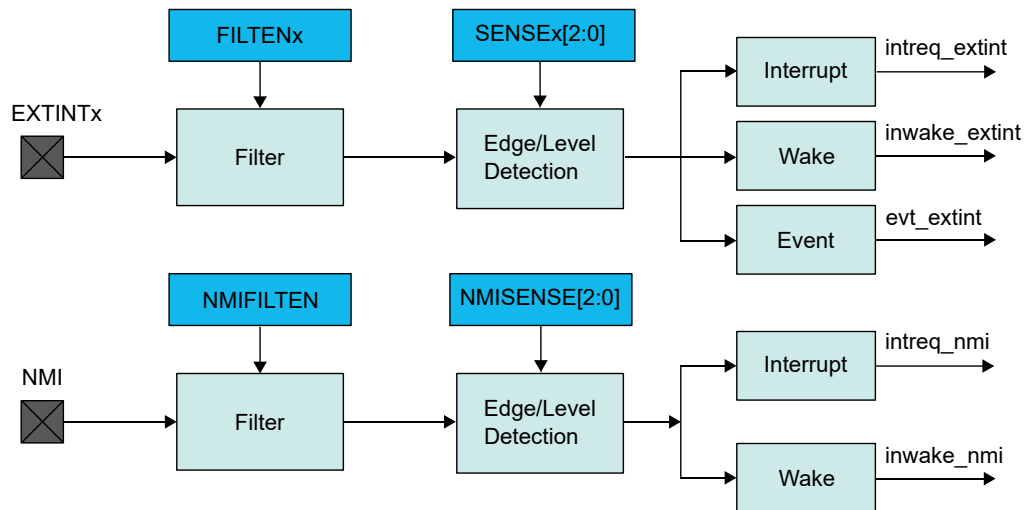 FILTENx
SENSEx[2:0]
EXTINTx
Filter
Edge/Level
Detection
Interrupt
intreq_extint
Wake
inwake_extint
Event
evt_extint
NMIFILTEN
NMISENSE[2:0]
NMI
Filter
Edge/Level
Detection
Interrupt
intreq_nmi
Wake
inwake_nmi